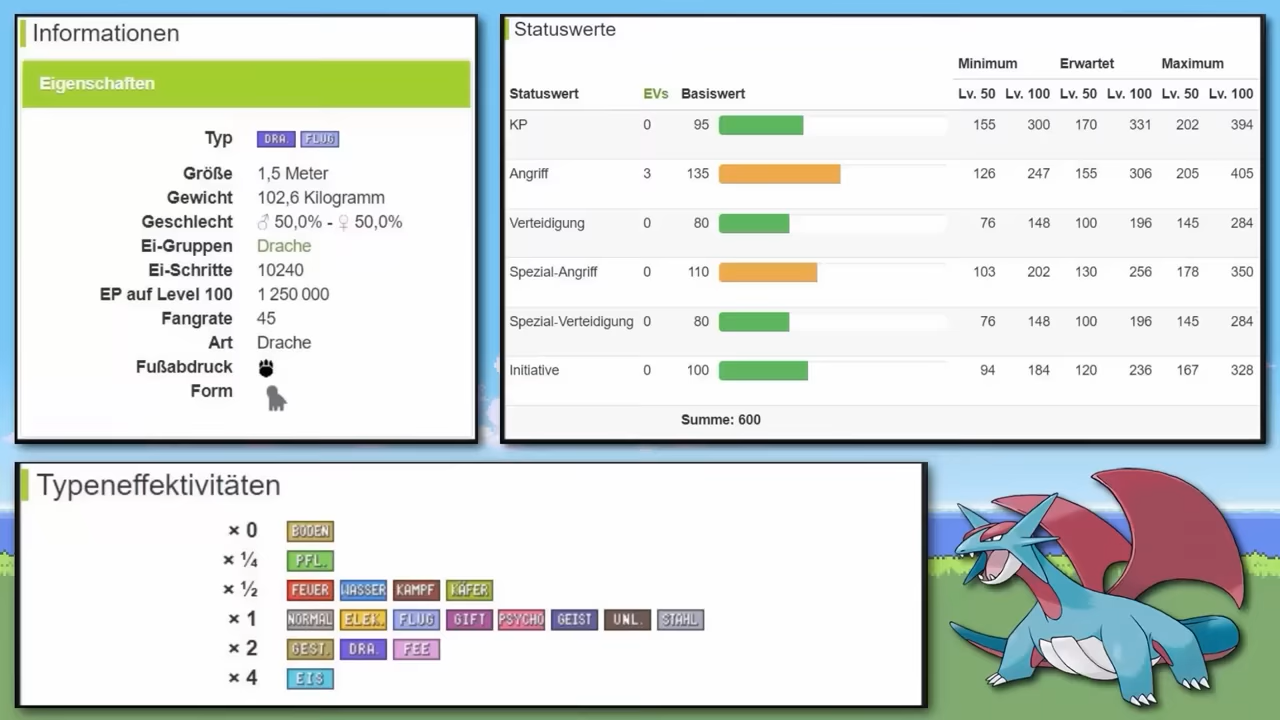 Informationen
Eigenschaften
Typ DRA. FLUG
Größe 1,5 Meter
Gewicht 102,6 Kilogramm
Geschlecht ♂ 50,0% - ♀ 50,0%
Ei-Gruppen Drache
Ei-Schritte 10240
EP auf Level 100 1 250 000
Fangrate 45
Art Drache
Fußabdruck
Form
Statuswerte
Minimum Erwartet Maximum
Statuswert EVs Basiswert Lv. 50 Lv. 100 Lv. 50 Lv. 100 Lv. 50 Lv. 100
KP 0 95 155 300 170 331 202 394
Angriff 3 135 126 247 155 306 205 405
Verteidigung 0 80 76 148 100 196 145 284
Spezial-Angriff 0 110 103 202 130 256 178 350
Spezial-Verteidigung 0 80 76 148 100 196 145 284
Initiative 0 100 94 184 120 236 167 328
Summe: 600
Typeneffektivitäten
× 0 BODEN
× ¼ PFL.
× ½ FEUER WASSER KAMPF KÄFER
× 1 NORMAL ELEK. FLUG GIFT PSYCHO GEIST UNL. STAHL
× 2 GEST. DRA. FEE
× 4 EIS